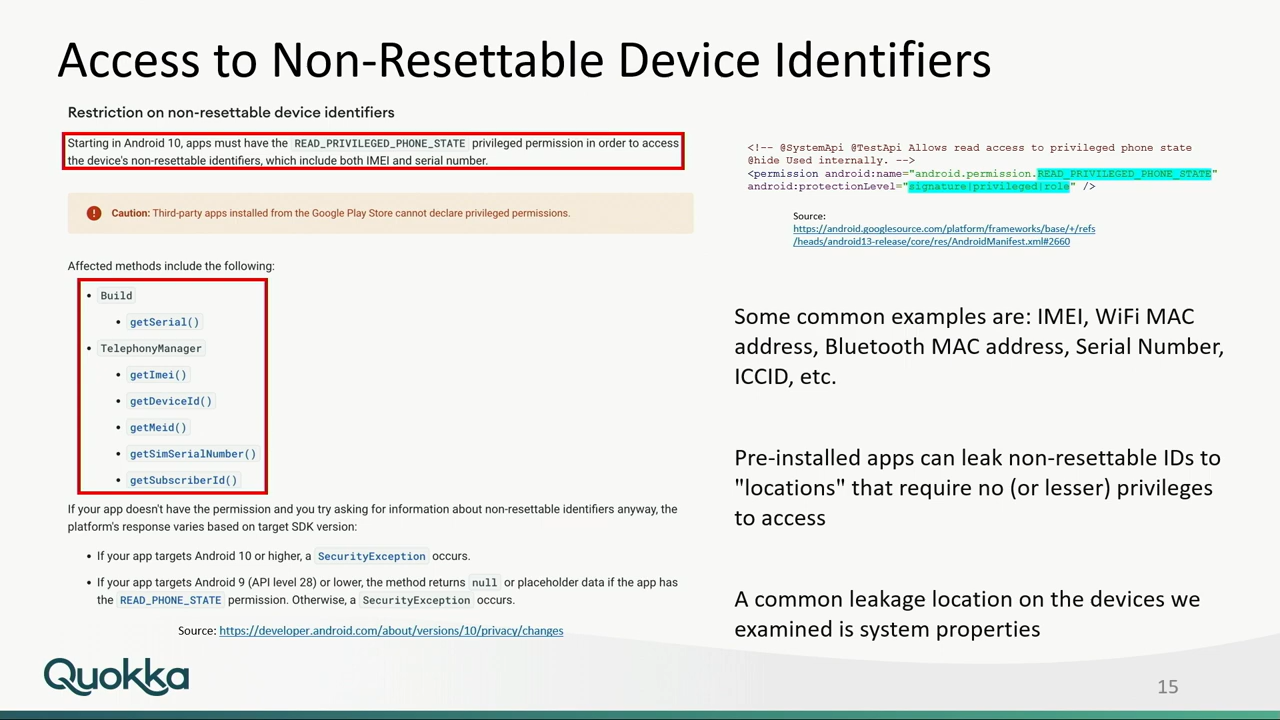 Access to Non-Resettable Device Identifiers
Restriction on non-resettable device identifiers
Starting in Android 10, apps must have the READ_PRIVILEGED_PHONE_STATE privileged permission in order to access
the device's non-resettable identifiers, which include both IMEI and serial number.
Caution: Third-party apps installed from the Google Play Store cannot declare privileged permissions.
Affected methods include the following:
• Build
• getSerial()
• TelephonyManager
• getImei()
• getDeviceId()
• getMeid()
• getSimSerialNumber()
• getSubscriberId()
If your app doesn't have the permission and you try asking for information about non-resettable identifiers anyway, the
platform's response varies based on target SDK version:
• If your app targets Android 10 or higher, a SecurityException occurs.
• If your app targets Android 9 (API level 28) or lower, the method returns null or placeholder data if the app has
the READ_PHONE_STATE permission. Otherwise, a SecurityException occurs.
Source: https://developer.android.com/about/versions/10/privacy/changes
<!-- @SystemApi @TestApi Allows read access to privileged phone state
@hide Used internally. -->
<permission android:name="android.permission.READ_PRIVILEGED_PHONE_STATE"
android:protectionLevel="signature|privileged|role" />
Source:
https://android.googlesource.com/platform/frameworks/base/+/refs
/heads/android13-release/core/res/AndroidManifest.xml#2660
Some common examples are: IMEI, WiFi MAC
address, Bluetooth MAC address, Serial Number,
ICCID, etc.
Pre-installed apps can leak non-resettable IDs to
"locations" that require no (or lesser) privileges
to access
A common leakage location on the devices we
examined is system properties
Quokka
15